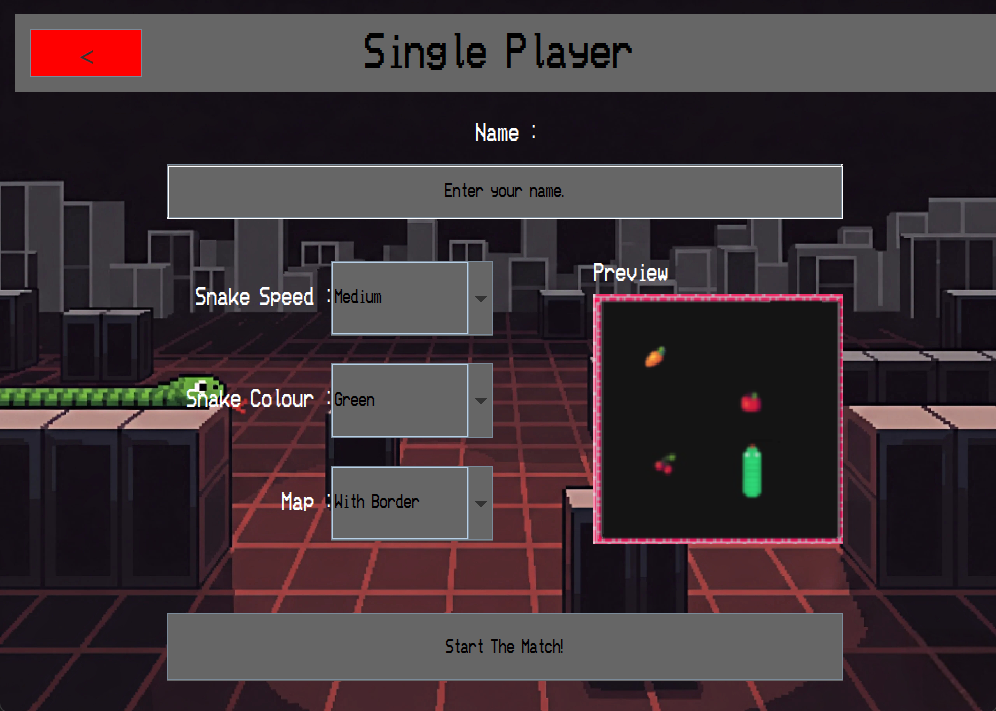 <
Single Player
Name :
Enter your name.
Snake Speed : Medium
Preview
Snake Colour : Green
Map : With Border
Start The Match!